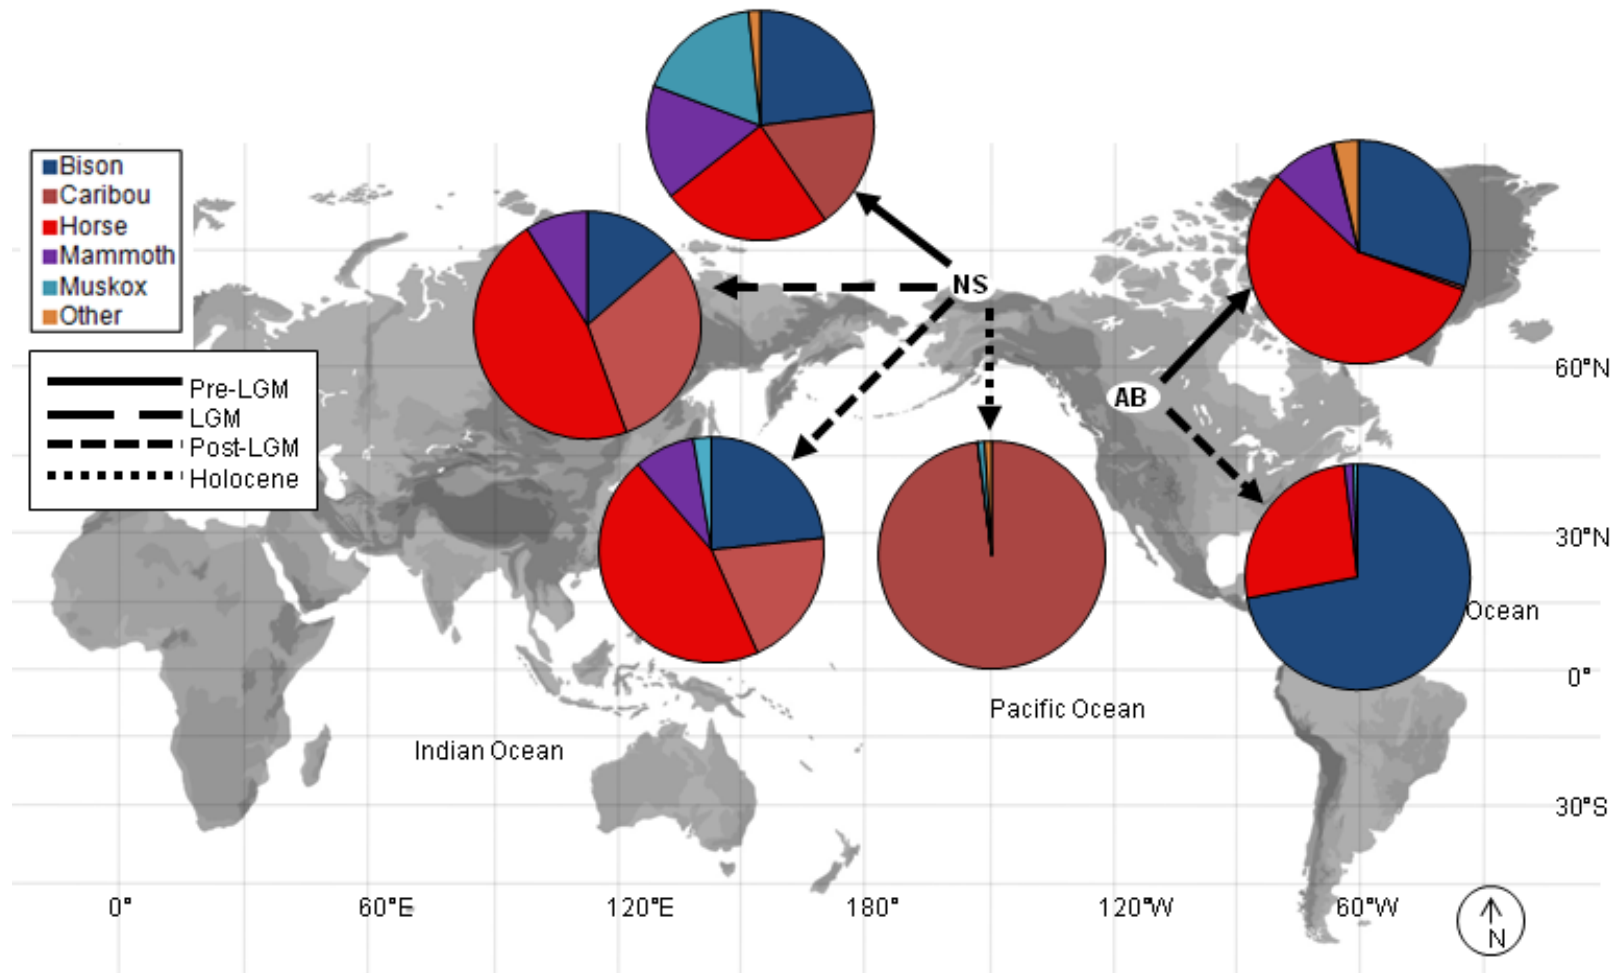 Bison
Caribou
Horse
Mammoth
Muskox
Other
Pre-LGM
LGM
Post-LGM
Holocene
NS
AB
60°N
30°N
Ocean
0°
Pacific Ocean
Indian Ocean
30°S
0°
60°E
120°E
180°
120°W
60°W
N